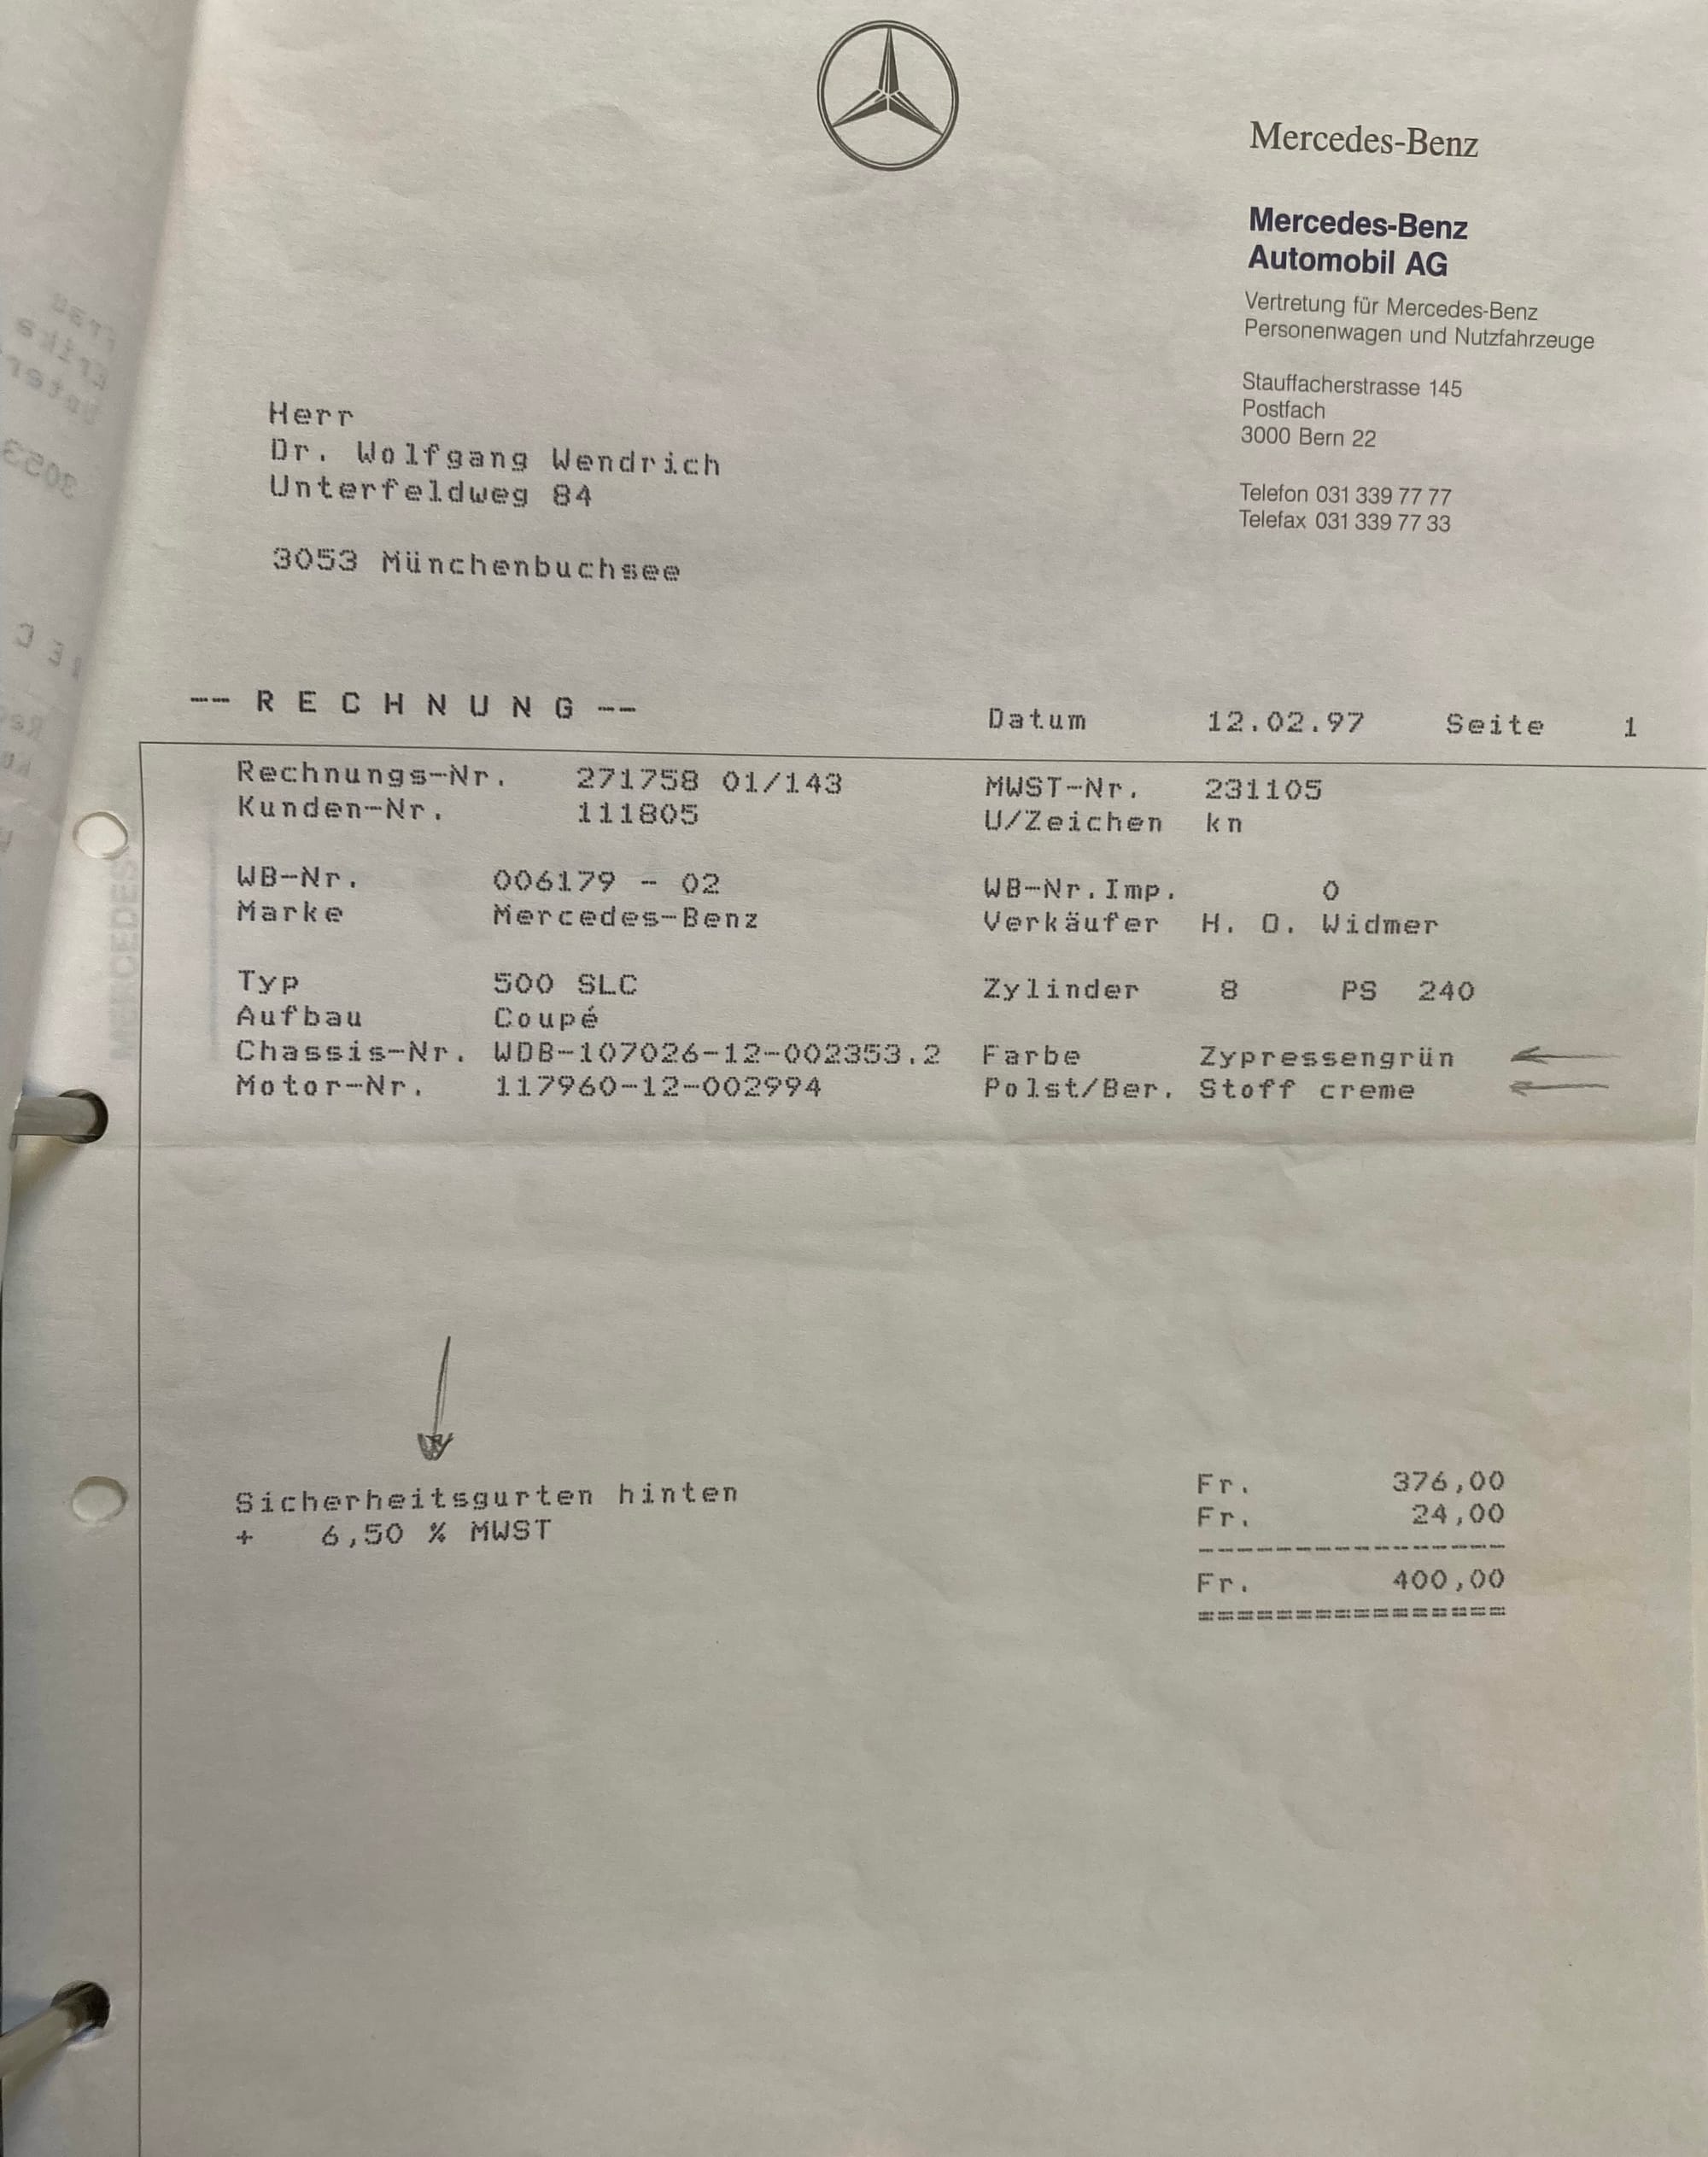 Mercedes-Benz
Mercedes-Benz
Automobil AG
Vertretung für Mercedes-Benz
Personenwagen und Nutzfahrzeuge
Stauffacherstrasse 145
Postfach
3000 Bern 22
Telefon 031 339 77 77
Telefax 031 339 77 33
Herr
Dr. Wolfgang Wendrich
Unterfeldweg 84
3053 Münchenbuchsee
-- R E C H N U N G -- Datum 12.02.97 Seite 1
Rechnungs-Nr. 271758 01/143 MWST-Nr. 231105
Kunden-Nr. 111805 U/Zeichen kn
WB-Nr. 006179 - 02 WB-Nr.Imp. 0
Marke Mercedes-Benz Verkäufer H. O. Widmer
Typ 500 SLC Zylinder 8 PS 240
Aufbau Coupé
Chassis-Nr. WDB-107026-12-002353.2 Farbe Zypressengrün
Motor-Nr. 117960-12-002994 Polst/Ber. Stoff creme
Sicherheitsgurten hinten Fr. 376,00
+ 6,50 % MWST Fr. 24,00
Fr. 400,00